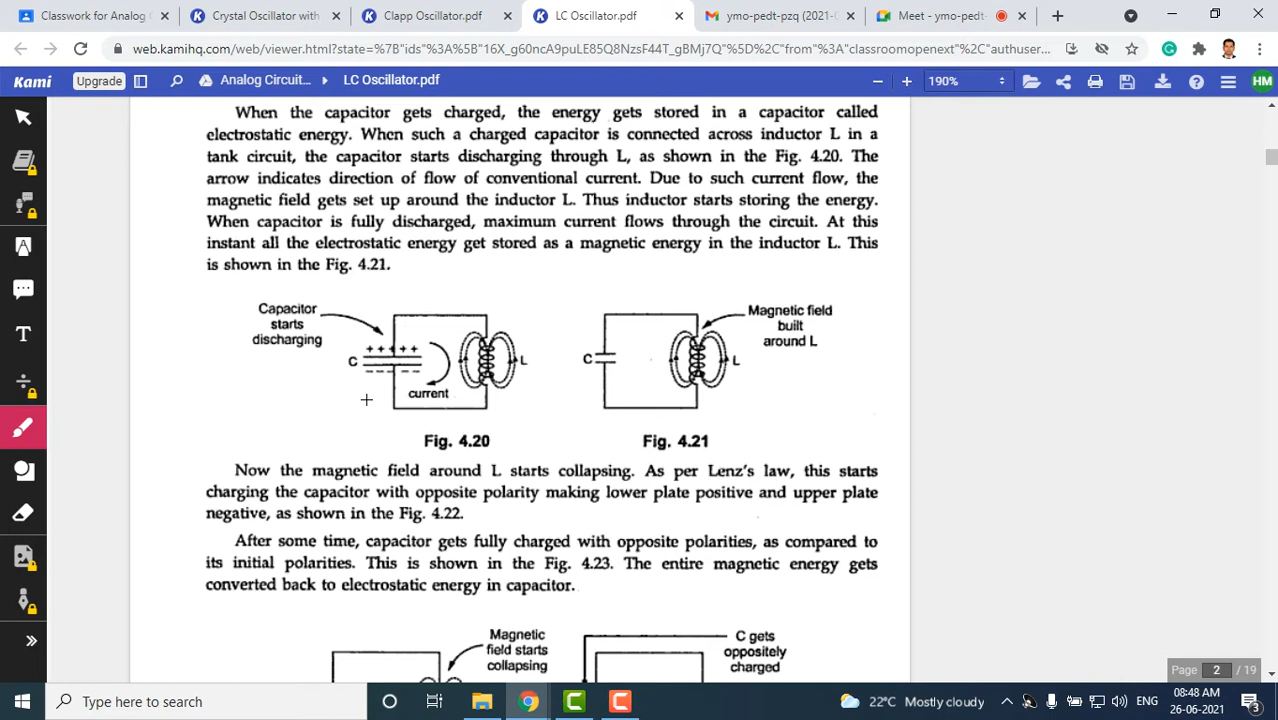 Classwork for Analog
Crystal Oscillator with
Clapp Oscillator.pdf
LC Oscillator.pdf
ymo-pedt-pzq (2021-
Meet - ymo-pedt-
web.kamihq.com/web/viewer.html?state=%7B"ids"%3A%5B"16X_g60ncA9puLE85Q8NzsF44T_gBMj7Q"%5D%2C"from"%3A"classroomopenext"%2C"authuser...
HM
Kami
Upgrade
Analog Circuit...
LC Oscillator.pdf
190%
HM
When the capacitor gets charged, the energy gets stored in a capacitor called
electrostatic energy. When such a charged capacitor is connected across inductor L in a
tank circuit, the capacitor starts discharging through L, as shown in the Fig. 4.20. The
arrow indicates direction of flow of conventional current. Due to such current flow, the
magnetic field gets set up around the inductor L. Thus inductor starts storing the energy.
When capacitor is fully discharged, maximum current flows through the circuit. At this
instant all the electrostatic energy get stored as a magnetic energy in the inductor L. This
is shown in the Fig. 4.21.
Capacitor
starts
discharging
+ + + + +
C
- - - - -
current
L
Fig. 4.20
Magnetic field
built
around L
C
L
Fig. 4.21
Now the magnetic field around L starts collapsing. As per Lenz's law, this starts
charging the capacitor with opposite polarity making lower plate positive and upper plate
negative, as shown in the Fig. 4.22.
After some time, capacitor gets fully charged with opposite polarities, as compared to
its initial polarities. This is shown in the Fig. 4.23. The entire magnetic energy gets
converted back to electrostatic energy in capacitor.
Magnetic
field starts
collapsing
C gets
oppositely
charged
Page 2 / 19
Type here to search
22°C Mostly cloudy
ENG
08:48 AM
26-06-2021
3